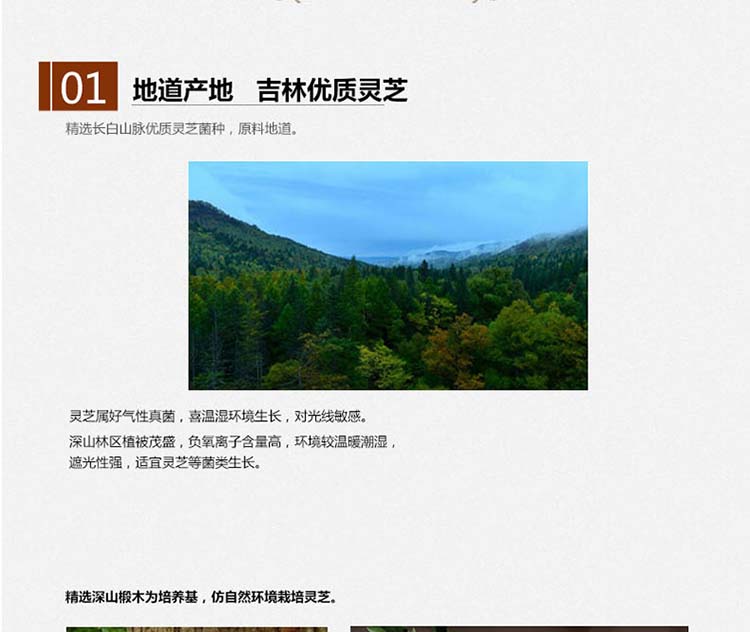 01 地道产地 吉林优质灵芝
精选长白山脉优质灵芝菌种，原料地道。
灵芝属好气性真菌，喜温湿环境生长，对光线敏感。
深山林区植被茂盛，负氧离子含量高，环境较温暖潮湿，
遮光性强，适宜灵芝等菌类生长。
精选深山椴木为培养基，仿自然环境栽培灵芝。